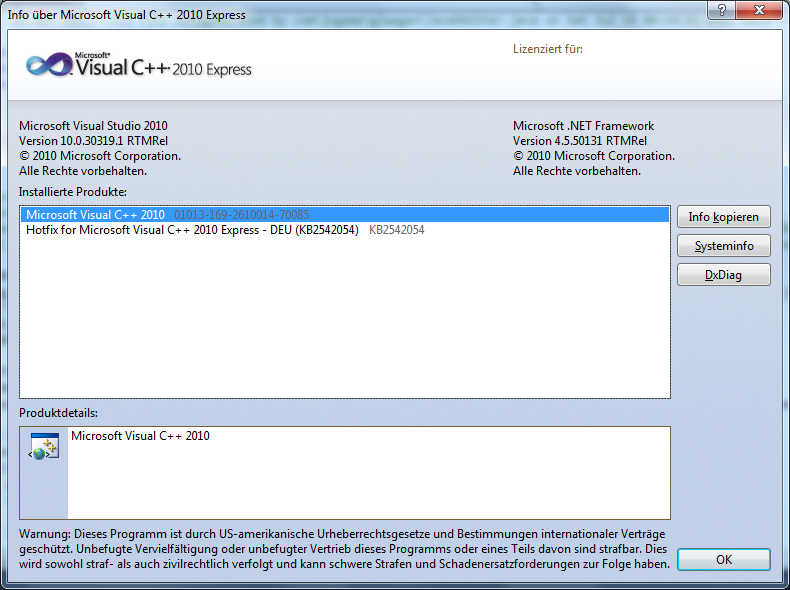 Info über Microsoft Visual C++ 2010 Express
Microsoft®
Visual C++ 2010 Express
Lizenziert für:
Microsoft Visual Studio 2010
Version 10.0.30319.1 RTMRel
© 2010 Microsoft Corporation.
Alle Rechte vorbehalten.
Microsoft .NET Framework
Version 4.5.50131 RTMRel
© 2010 Microsoft Corporation.
Alle Rechte vorbehalten.
Installierte Produkte:
Microsoft Visual C++ 2010 01013-169-2610014-70085
Hotfix for Microsoft Visual C++ 2010 Express - DEU (KB2542054) KB2542054
Info kopieren
Systeminfo
DxDiag
Produktdetails:
Microsoft Visual C++ 2010
Warnung: Dieses Programm ist durch US-amerikanische Urheberrechtsgesetze und Bestimmungen internationaler Verträge
geschützt. Unbefugte Vervielfältigung oder unbefugter Vertrieb dieses Programms oder eines Teils davon sind strafbar. Dies
wird sowohl straf- als auch zivilrechtlich verfolgt und kann schwere Strafen und Schadenersatzforderungen zur Folge haben.
OK